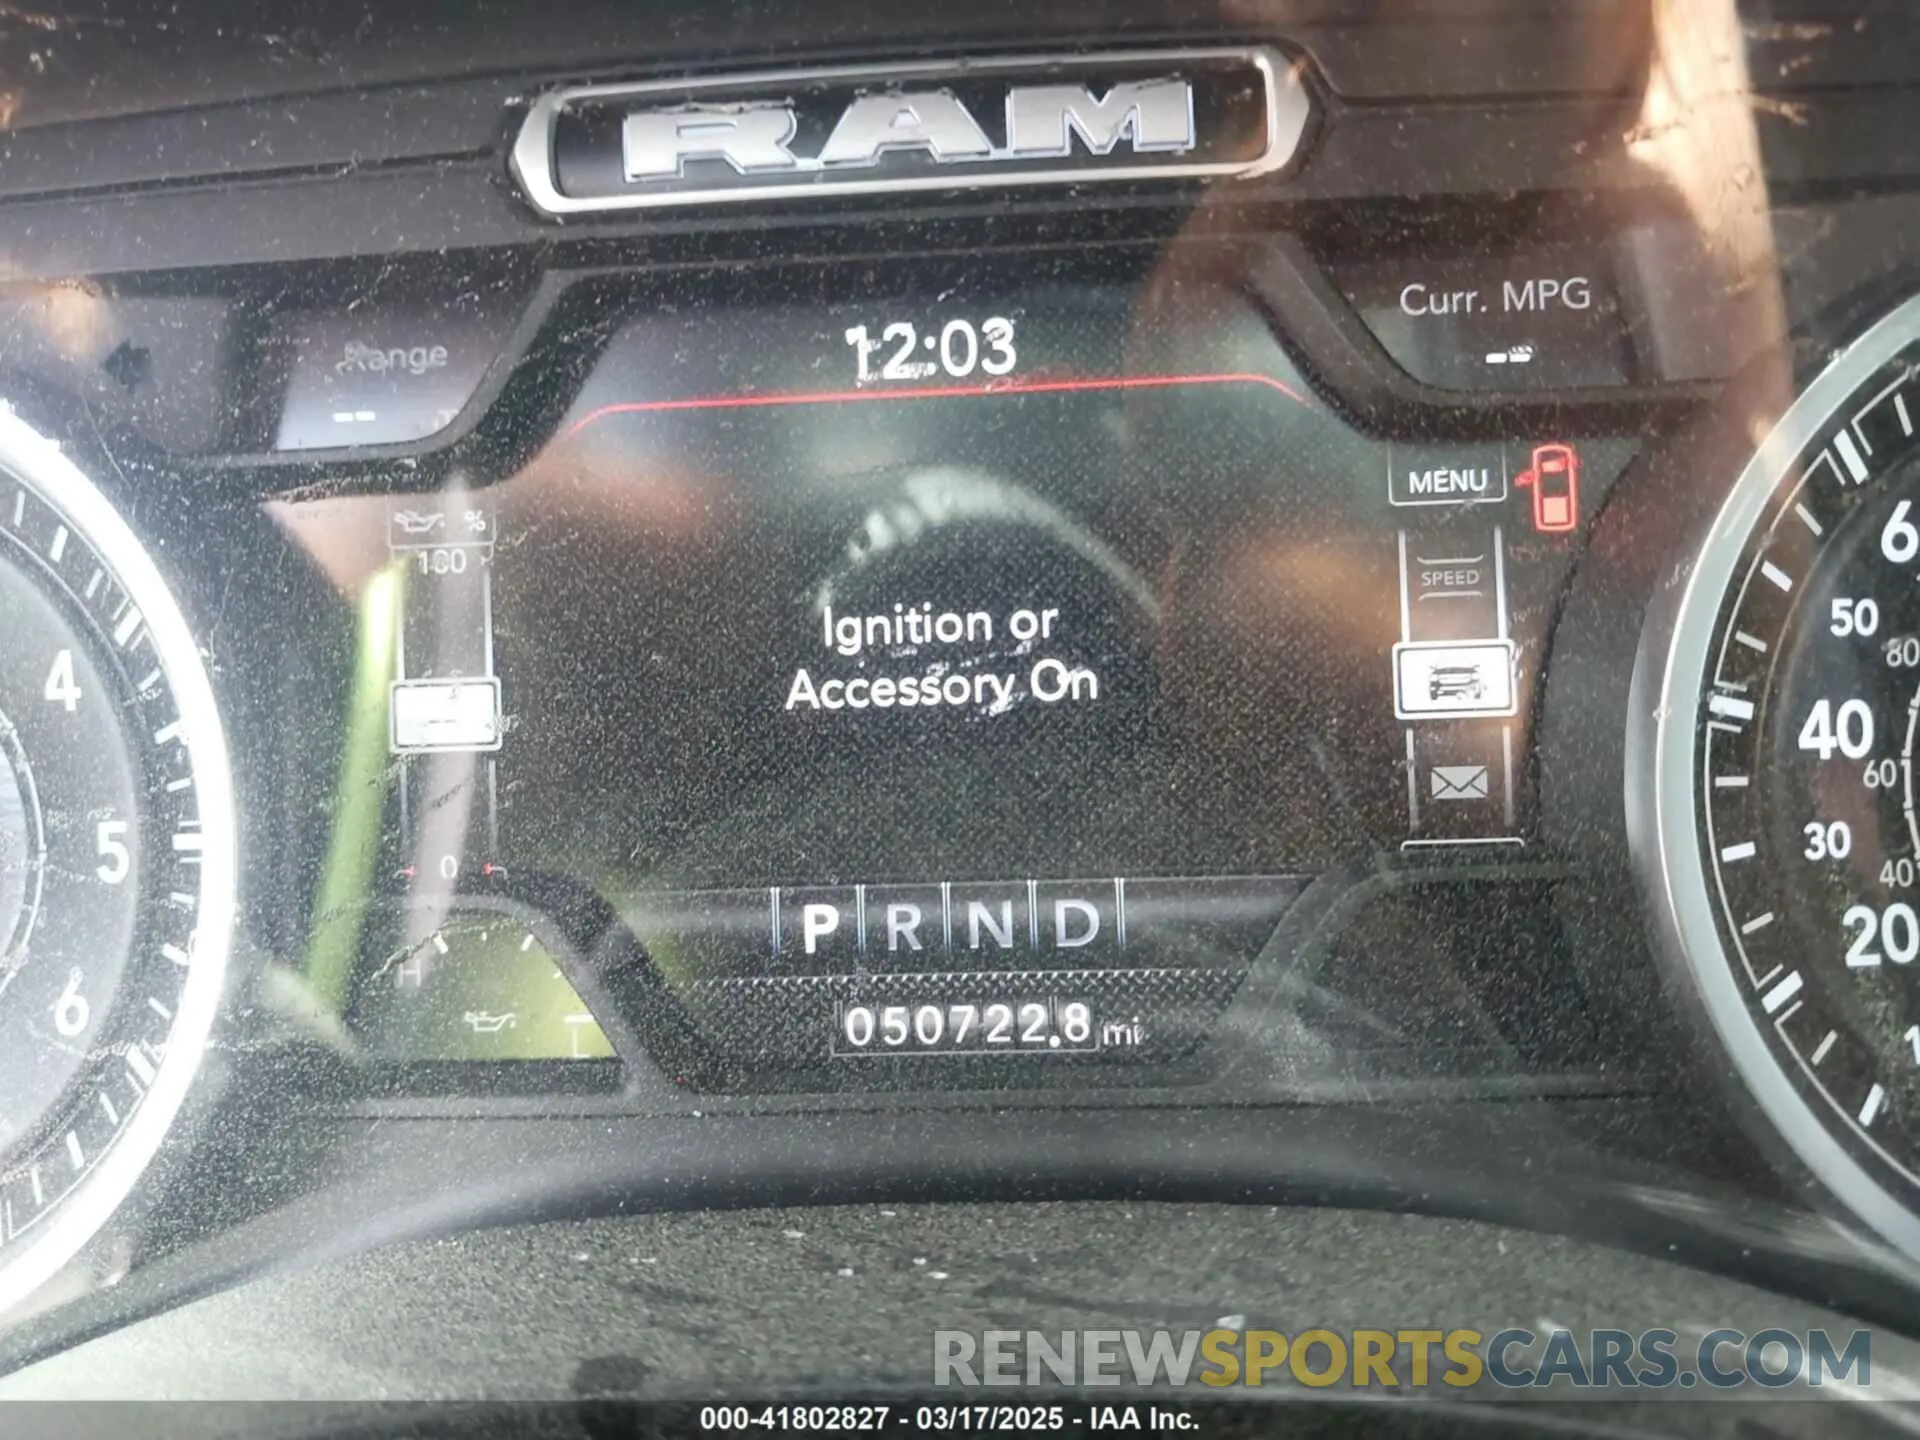 RAM
Range
--
12:03
Curr. MPG
--
MENU
%
100
SPEED
Ignition or
Accessory On
0
H
P R N D
050722.8 mi
4
5
6
6
50
80
40
60
30
40
20
1
RENEWSPORTSCARS.COM
000-41802827 - 03/17/2025 - IAA Inc.